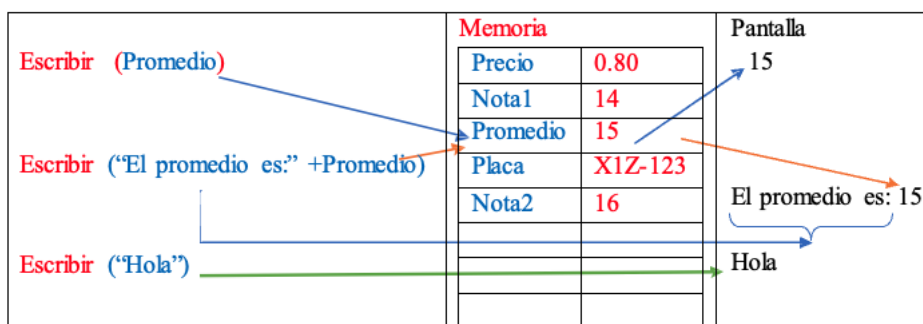 Memoria
Pantalla
Escribir (Promedio)
Precio 0.80
15
Nota1 14
Promedio 15
Escribir (“El promedio es:” +Promedio)
Placa X1Z-123
Nota2 16
El promedio es: 15
Escribir (“Hola”)
Hola